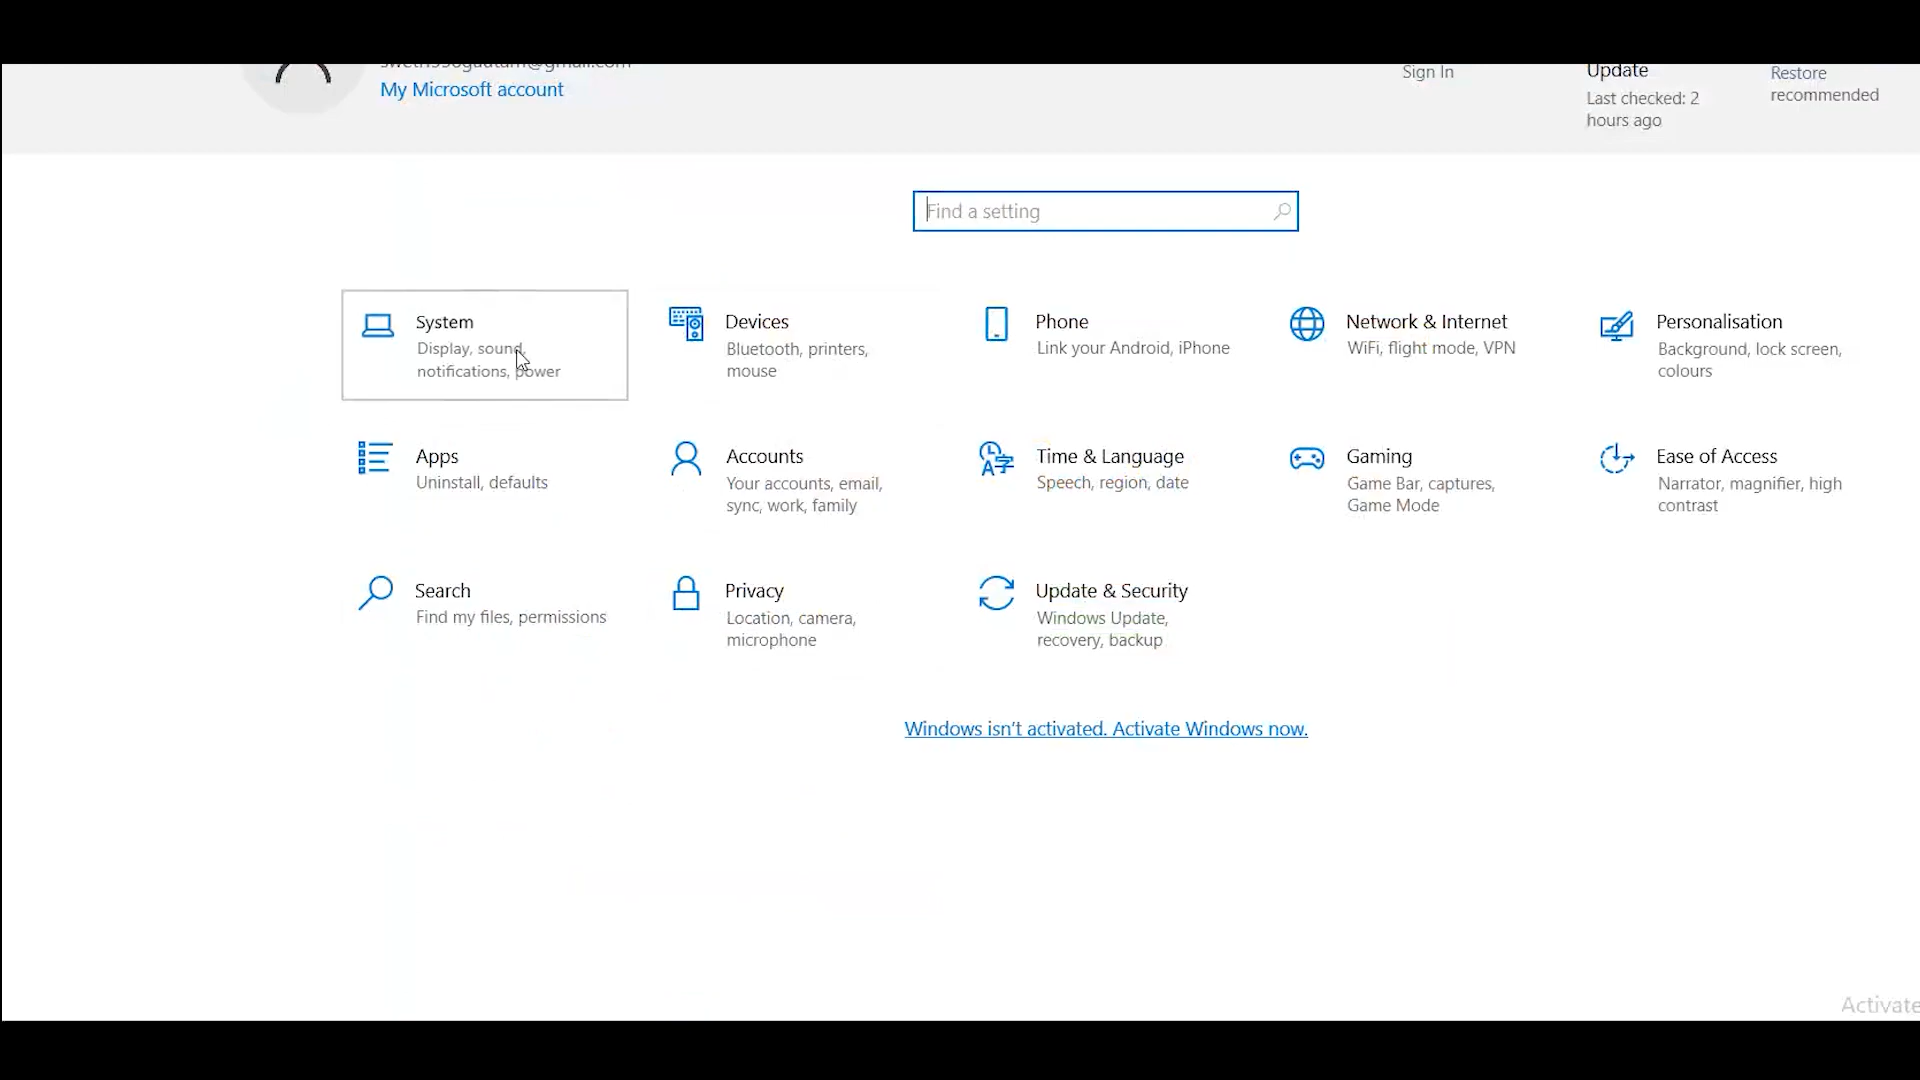 My Microsoft account
Sign In
Update
Last checked: 2
hours ago
Restore
recommended
Find a setting
System
Display, sound,
notifications, power
Devices
Bluetooth, printers,
mouse
Phone
Link your Android, iPhone
Network & Internet
WiFi, flight mode, VPN
Personalisation
Background, lock screen,
colours
Apps
Uninstall, defaults
Accounts
Your accounts, email,
sync, work, family
Time & Language
Speech, region, date
Gaming
Game Bar, captures,
Game Mode
Ease of Access
Narrator, magnifier, high
contrast
Search
Find my files, permissions
Privacy
Location, camera,
microphone
Update & Security
Windows Update,
recovery, backup
Windows isn't activated. Activate Windows now.
Activate